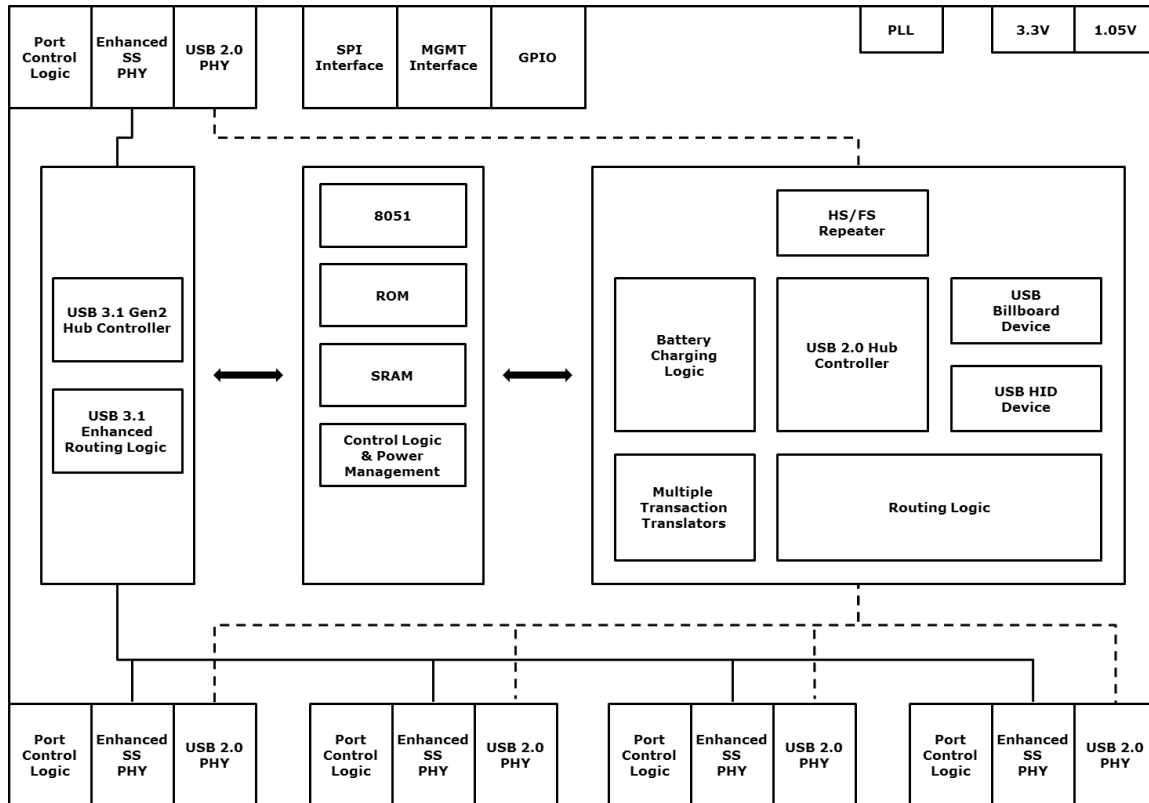 Port
Control
Logic
Enhanced
SS
PHY
USB 2.0
PHY
SPI
Interface
MGMT
Interface
GPIO
PLL
3.3V
1.05V
USB 3.1 Gen2
Hub Controller
USB 3.1
Enhanced
Routing Logic
8051
ROM
SRAM
Control Logic
& Power
Management
HS/FS
Repeater
Battery
Charging
Logic
USB 2.0 Hub
Controller
USB
Billboard
Device
USB HID
Device
Multiple
Transaction
Translators
Routing Logic
Port
Control
Logic
Enhanced
SS
PHY
USB 2.0
PHY
Port
Control
Logic
Enhanced
SS
PHY
USB 2.0
PHY
Port
Control
Logic
Enhanced
SS
PHY
USB 2.0
PHY
Port
Control
Logic
Enhanced
SS
PHY
USB 2.0
PHY